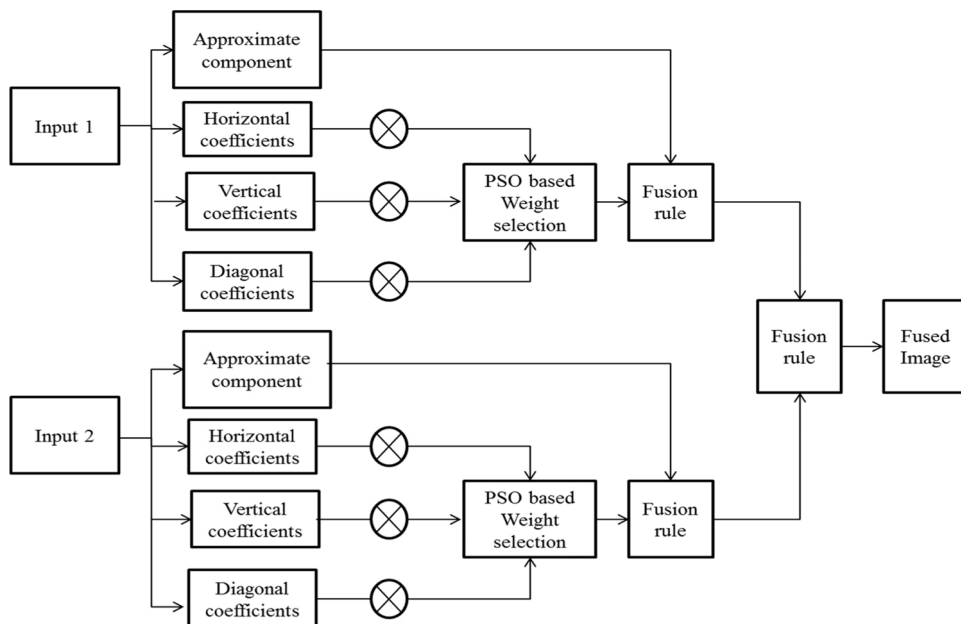 Approximate
component
Input 1
Horizontal
coefficients
Vertical
coefficients
Diagonal
coefficients
PSO based
Weight
selection
Fusion
rule
Fusion
rule
Fused
Image
Input 2
Approximate
component
Horizontal
coefficients
Vertical
coefficients
Diagonal
coefficients
PSO based
Weight
selection
Fusion
rule